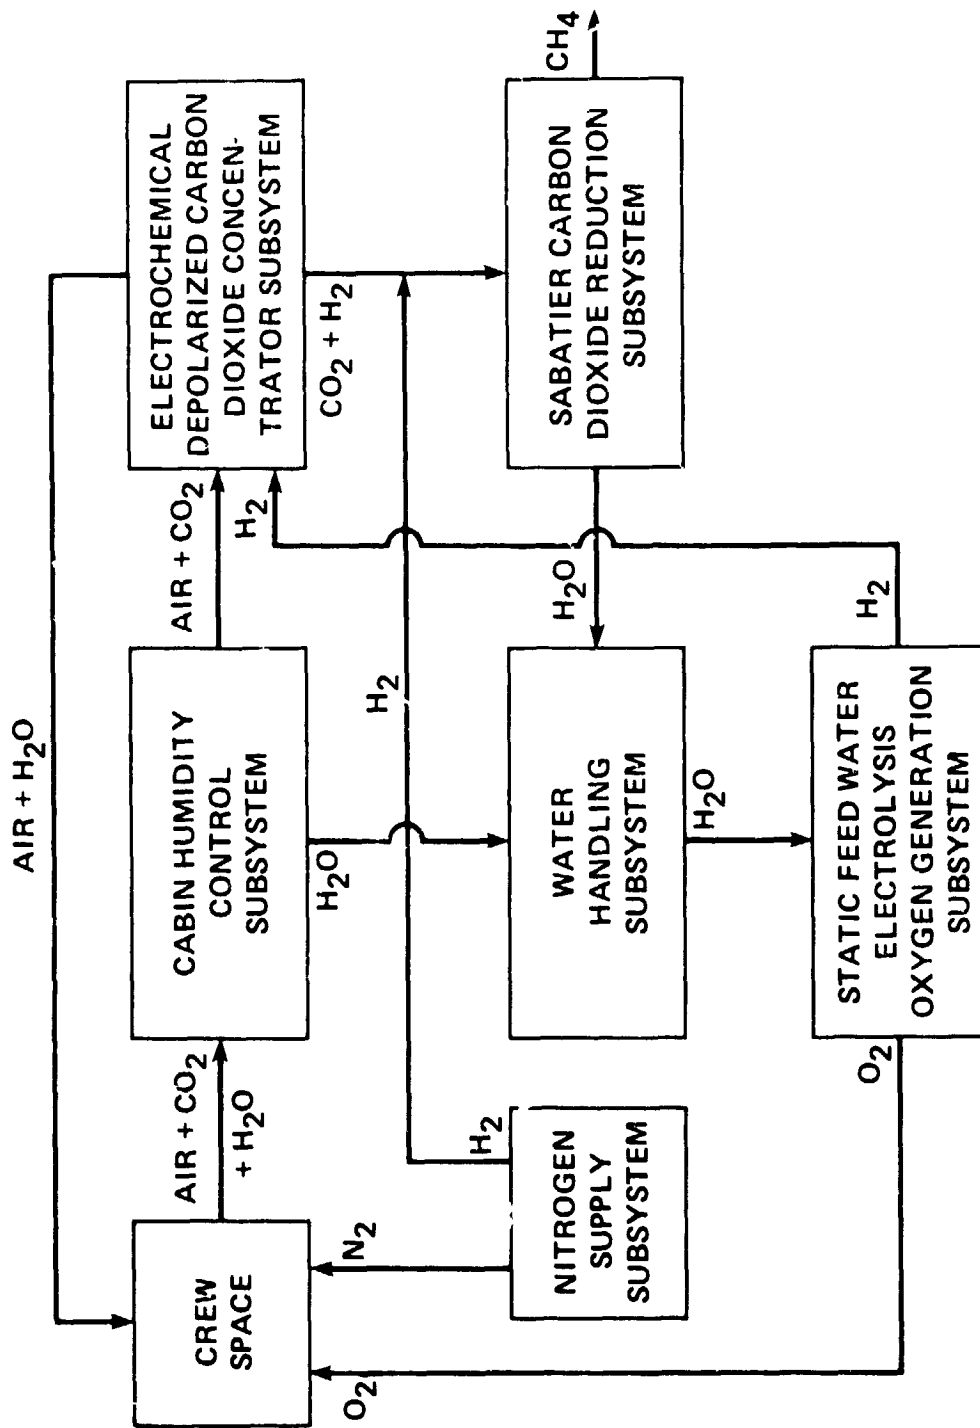 AIR + H2O
CREW
SPACE
AIR + CO2
+ H2O
CABIN HUMIDITY
CONTROL
SUBSYSTEM
AIR + CO2
H2
ELECTROCHEMICAL
DEPOLARIZED CARBON
DIOXIDE CONCEN-
TRATOR SUBSYSTEM
O2
N2
H2O
H2
CO2 + H2
NITROGEN
SUPPLY
SUBSYSTEM
H2
WATER
HANDLING
SUBSYSTEM
H2O
SABATIER CARBON
DIOXIDE REDUCTION
SUBSYSTEM
CH4
H2O
O2
STATIC FEED WATER
ELECTROLYSIS
OXYGEN GENERATION
SUBSYSTEM
H2